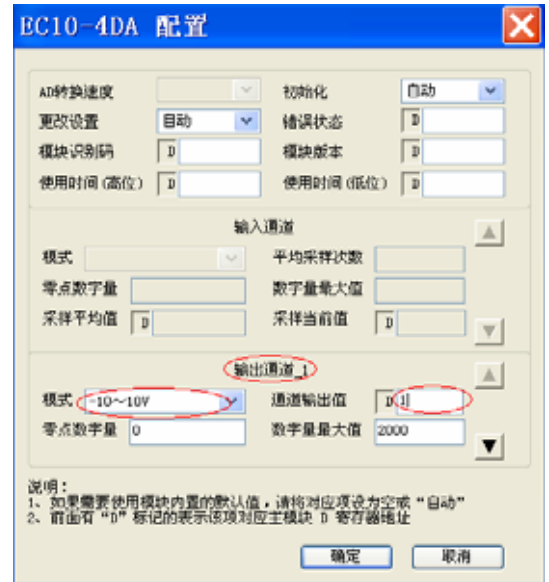 EC10-4DA 配置
AD转换速度 初始化 自动
更改设置 自动 错误状态 D
模块识别码 D 模块版本 D
使用时间(高位) D 使用时间(低位) D
输入通道
模式 平均采样次数
零点数字量 数字量最大值
采样平均值 D 采样当前值 D
输出通道_1
模式 -10～10V 通道输出值 D 1
零点数字量 0 数字量最大值 2000
说明：
1、如果需要使用模块内置的默认值，请将对应项设为空或“自动”
2、前面有“D”标记的表示该项对应主模块 D 寄存器地址
确定 取消